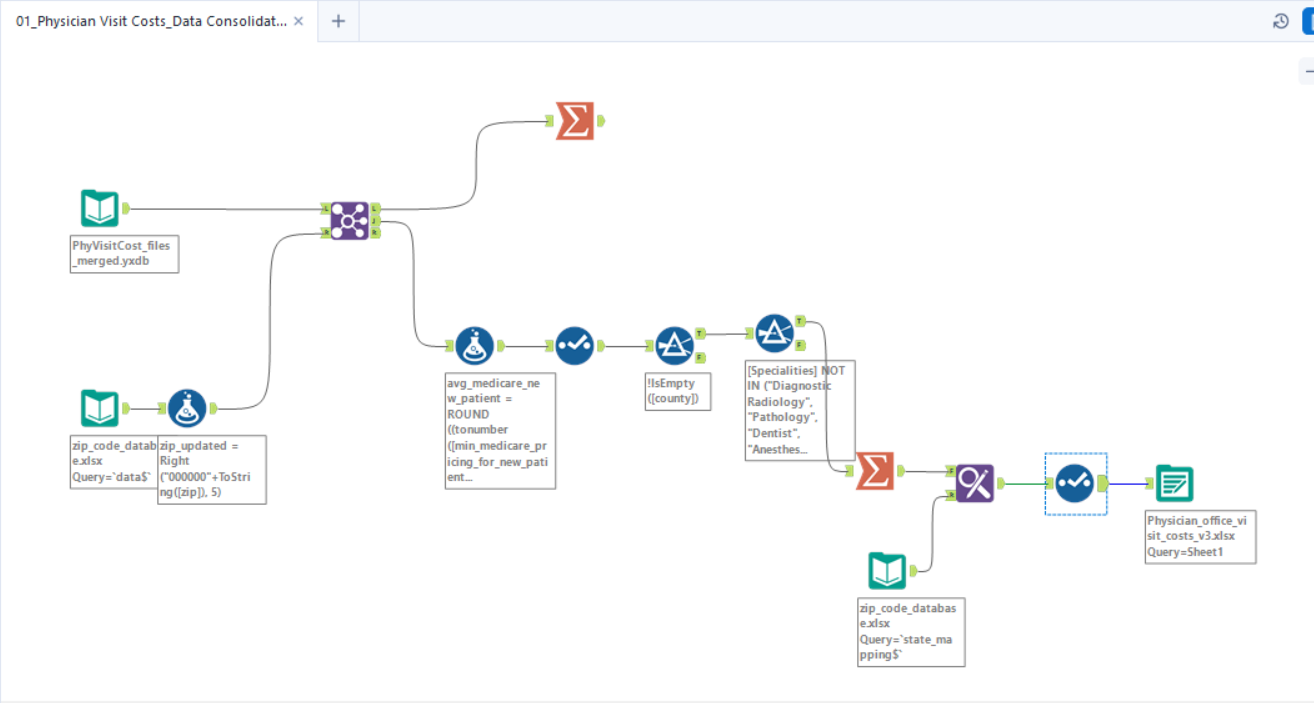 01_Physician Visit Costs_Data Consolidat...
PhyVisitCost_files
_merged.yxdb
zip_code_datab
e.xlsx
Query=`data$`
zip_updated =
Right
("000000"+ToStri
ng([zip]), 5)
avg_medicare_ne
w_patient =
ROUND
((tonumber
([min_medicare_pr
icing_for_new_pati
ent...
!IsEmpty
([county])
[Specialities] NOT
IN ("Diagnostic
Radiology",
"Pathology",
"Dentist",
"Anesthes...
zip_code_databas
e.xlsx
Query=`state_ma
pping$`
Physician_office_vi
sit_costs_v3.xlsx
Query=Sheet1
L
R
L
J
R
T
F
T
F
F
R